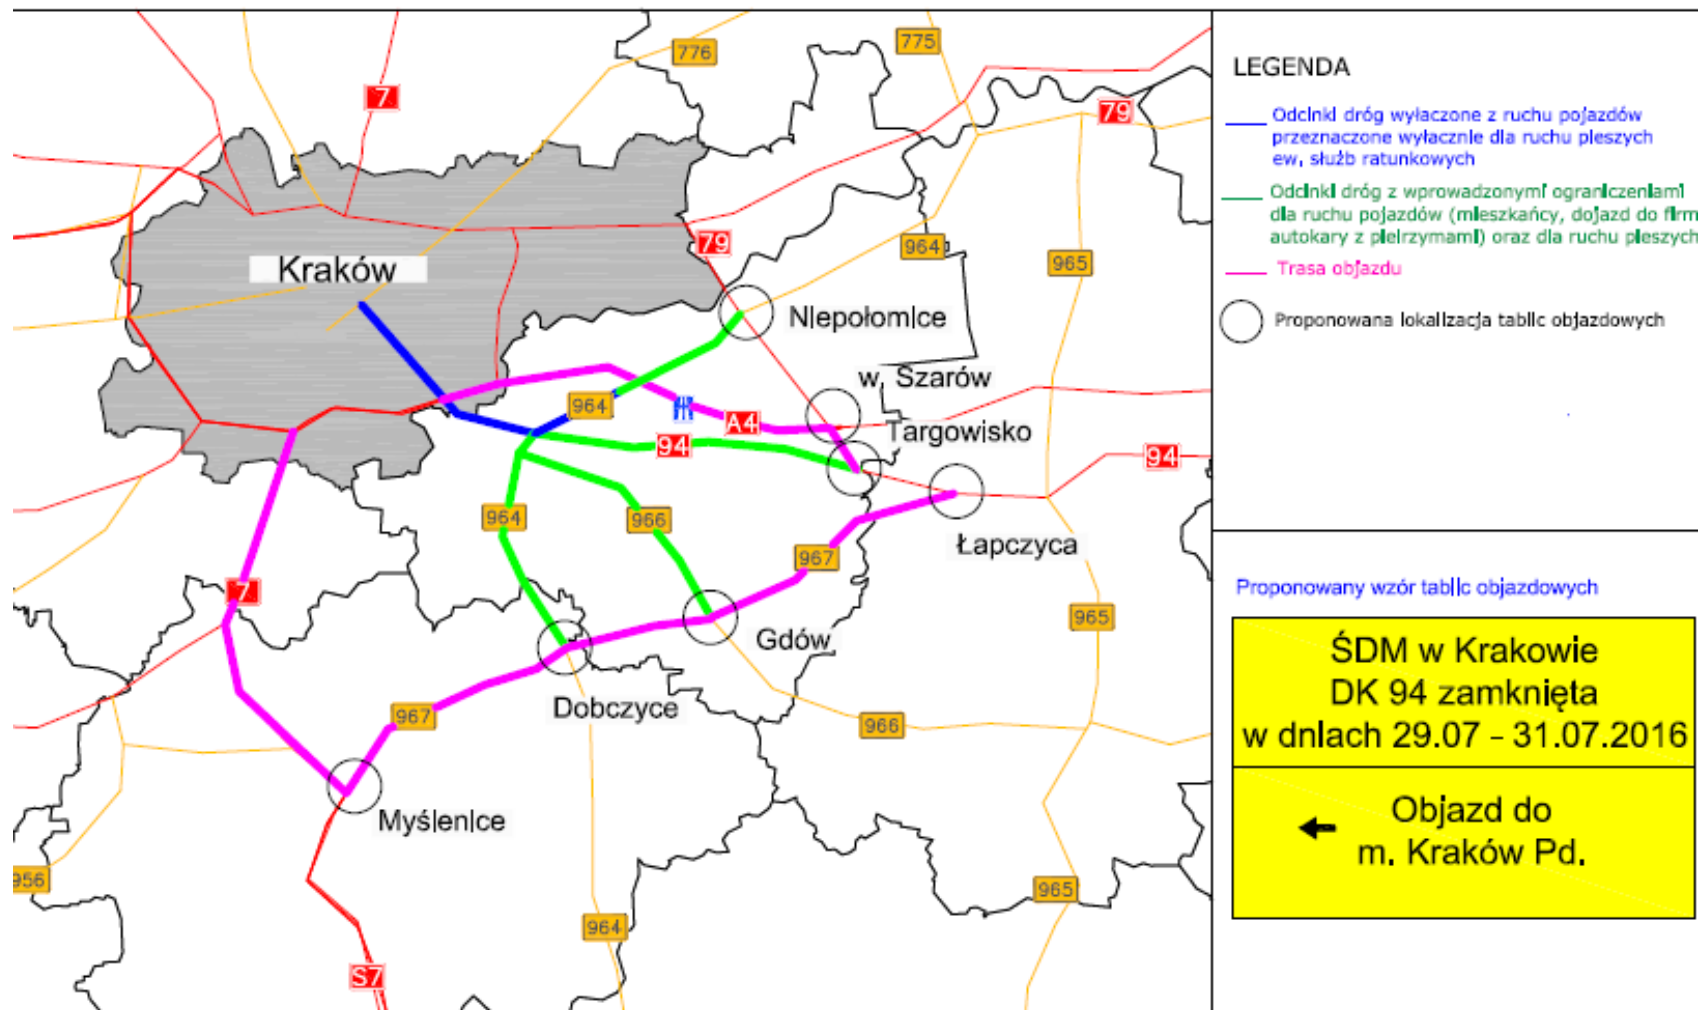 776
775
7
79
LEGENDA
Odcinki dróg wyłaczone z ruchu pojazdów
przeznaczone wyłacznie dla ruchu pieszych
ew. służb ratunkowych
Odcinki dróg z wprowadzonymi ograniczeniami
dla ruchu pojazdów (mieszkańcy, dojazd do firm
autokary z pielrzymami) oraz dla ruchu pieszych
Trasa objazdu
Proponowana lokalizacja tablic objazdowych
79
964
965
Kraków
Niepołomice
w. Szarów
964
A4
Targowisko
94
94
964
966
Łapczyca
967
7
Gdów
965
Dobczyce
967
966
Myślenice
956
965
964
S7
Proponowany wzór tablic objazdowych
ŚDM w Krakowie
DK 94 zamknięta
w dniach 29.07 - 31.07.2016
Objazd do
m. Kraków Pd.